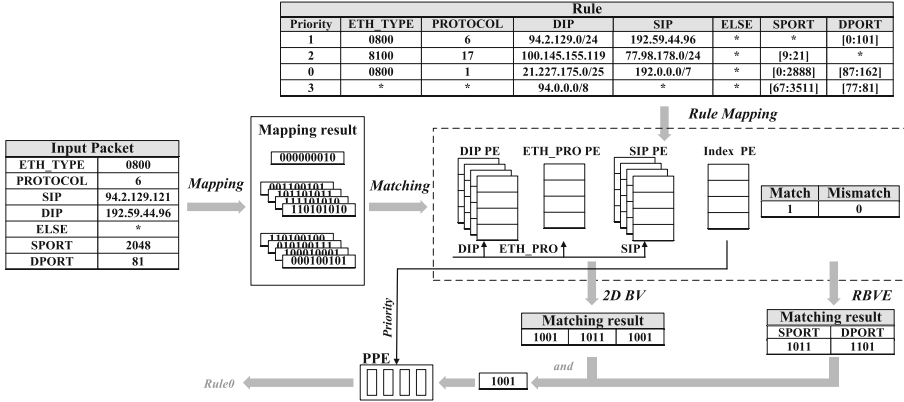 Rule
Priority ETH_TYPE PROTOCOL DIP SIP ELSE SPORT DPORT
1 0800 6 94.2.129.0/24 192.59.44.96 * * [0:101]
2 8100 17 100.145.155.119 77.98.178.0/24 * [9:21] *
0 0800 1 21.227.175.0/25 192.0.0.0/7 * [0:2888] [87:162]
3 * * 94.0.0.0/8 * * [67:3511] [77:81]
Rule Mapping
Input Packet
ETH_TYPE 0800
PROTOCOL 6
SIP 94.2.129.121
DIP 192.59.44.96
ELSE *
SPORT 2048
DPORT 81
Mapping
Mapping result
000000010
001100101
101101011
111101010
110101010
110100100
010100111
100010001
000100101
Matching
DIP PE ETH_PRO PE SIP PE Index PE
DIP ETH_PRO SIP
Match Mismatch
1 0
2D BV
RBVE
Matching result
1001 1011 1001
Matching result
SPORT DPORT
1011 1101
Priority
PPE
and
1001
Rule0